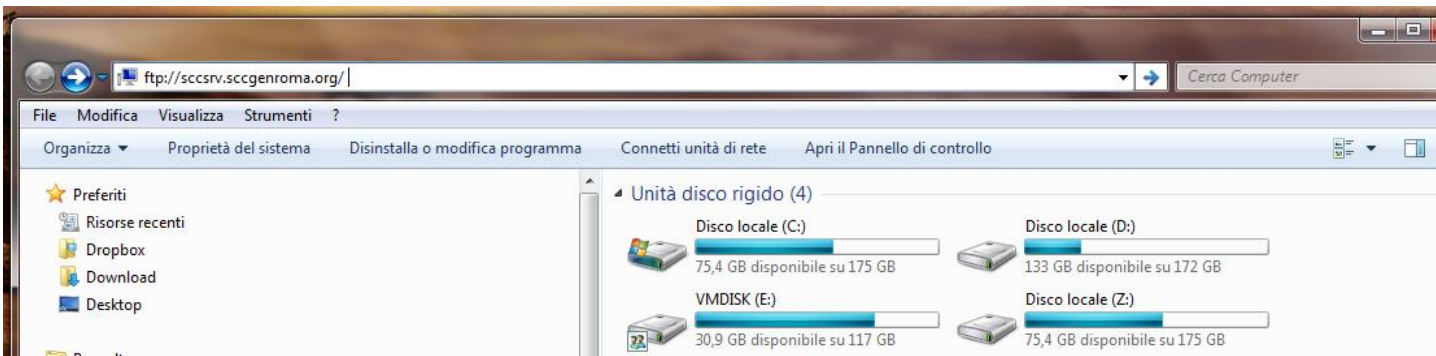 ftp://sccsrv.sccgenroma.org/
Cerca Computer
File Modifica Visualizza Strumenti ?
Organizza Proprietà del sistema Disinstalla o modifica programma Connetti unità di rete Apri il Pannello di controllo
Preferiti
Risorse recenti
Dropbox
Download
Desktop
Unità disco rigido (4)
Disco locale (C:)
75,4 GB disponibile su 175 GB
Disco locale (D:)
133 GB disponibile su 172 GB
VMDISK (E:)
30,9 GB disponibile su 117 GB
Disco locale (Z:)
75,4 GB disponibile su 175 GB